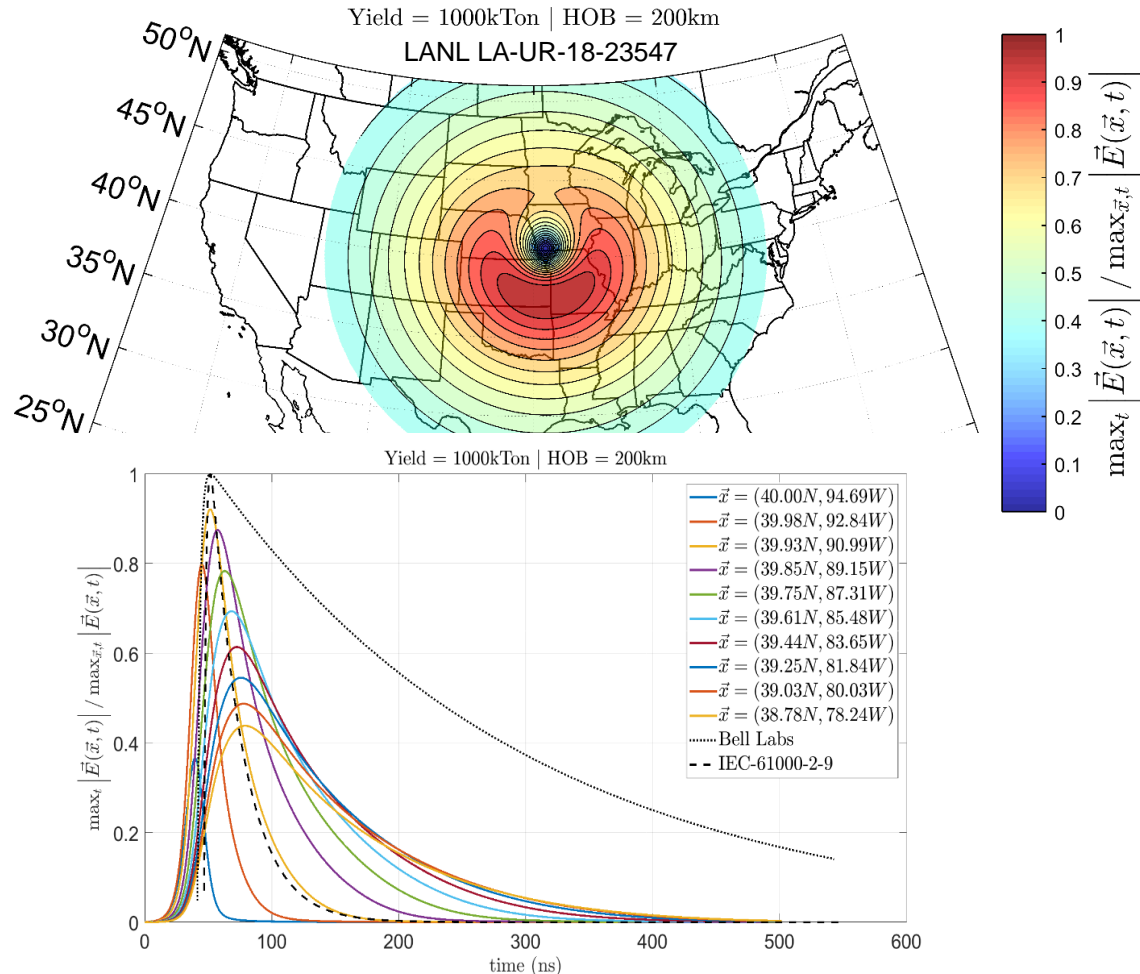 Yield = 1000kTon | HOB = 200km
LANL LA-UR-18-23547
50°N
45°N
40°N
35°N
30°N
25°N
1
0.9
0.8
0.7
0.6
0.5
0.4
0.3
0.2
0.1
0
max_t |E⃗(x⃗, t)| / max_x⃗,t |E⃗(x⃗, t)|
Yield = 1000kTon | HOB = 200km
max_t |E⃗(x⃗, t)| / max_x⃗,t |E⃗(x⃗, t)|
1
0.8
0.6
0.4
0.2
0
x⃗ = (40.00N, 94.69W)
x⃗ = (39.98N, 92.84W)
x⃗ = (39.93N, 90.99W)
x⃗ = (39.85N, 89.15W)
x⃗ = (39.75N, 87.31W)
x⃗ = (39.61N, 85.48W)
x⃗ = (39.44N, 83.65W)
x⃗ = (39.25N, 81.84W)
x⃗ = (39.03N, 80.03W)
x⃗ = (38.78N, 78.24W)
Bell Labs
IEC-61000-2-9
0 100 200 300 400 500 600
time (ns)